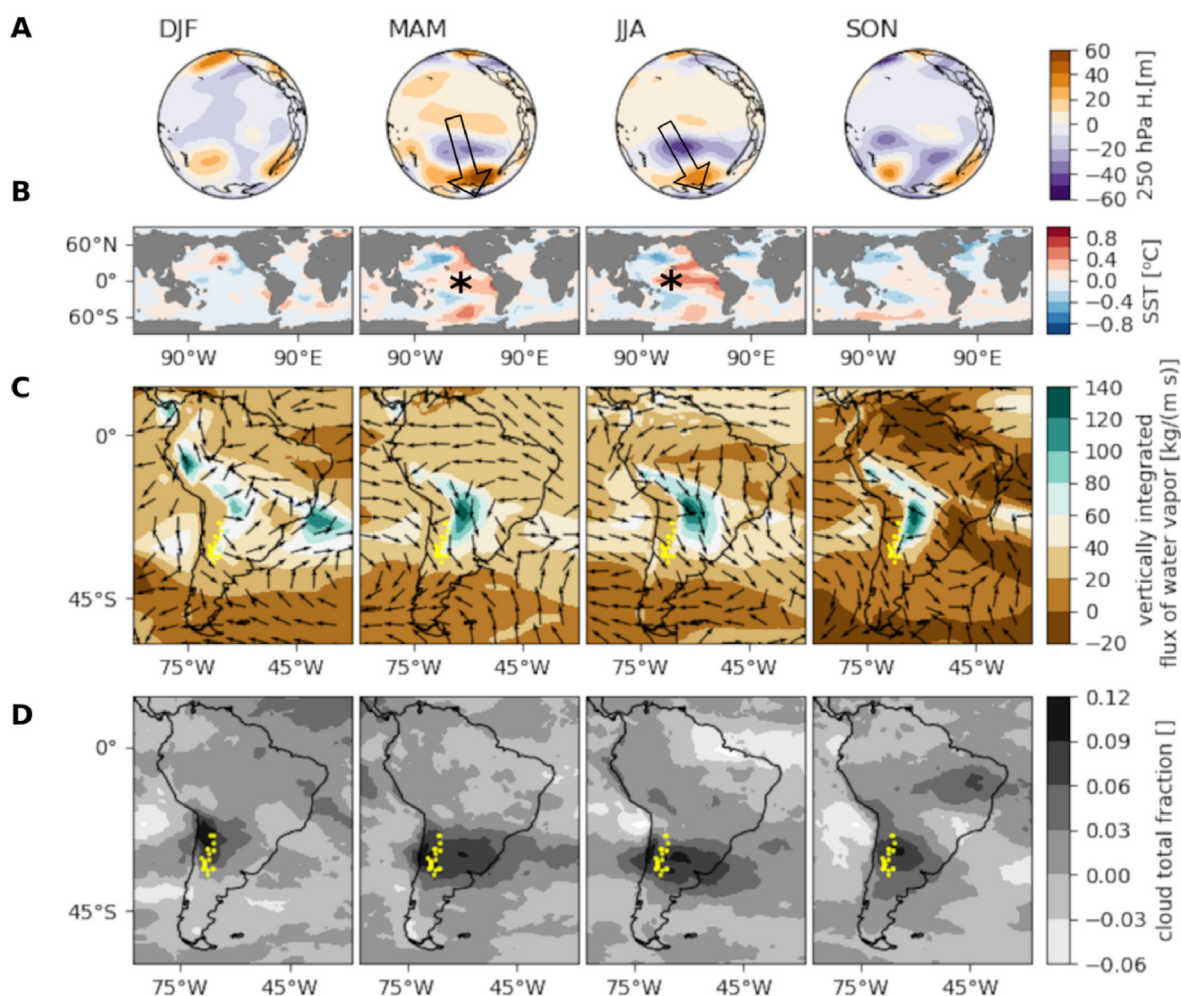 A
DJF
MAM
JJA
SON
60
40
20
0
−20
−40
−60
250 hPa H.[m]
B
60°N
0°
60°S
90°W
90°E
90°W
90°E
90°W
90°E
90°W
90°E
0.8
0.4
0.0
−0.4
−0.8
SST [°C]
*
*
C
0°
45°S
75°W
45°W
75°W
45°W
75°W
45°W
75°W
45°W
140
120
100
80
60
40
20
0
−20
vertically integrated
flux of water vapor [kg/(m s)]
D
0°
45°S
75°W
45°W
75°W
45°W
75°W
45°W
75°W
45°W
0.12
0.09
0.06
0.03
0.00
−0.03
−0.06
cloud total fraction []